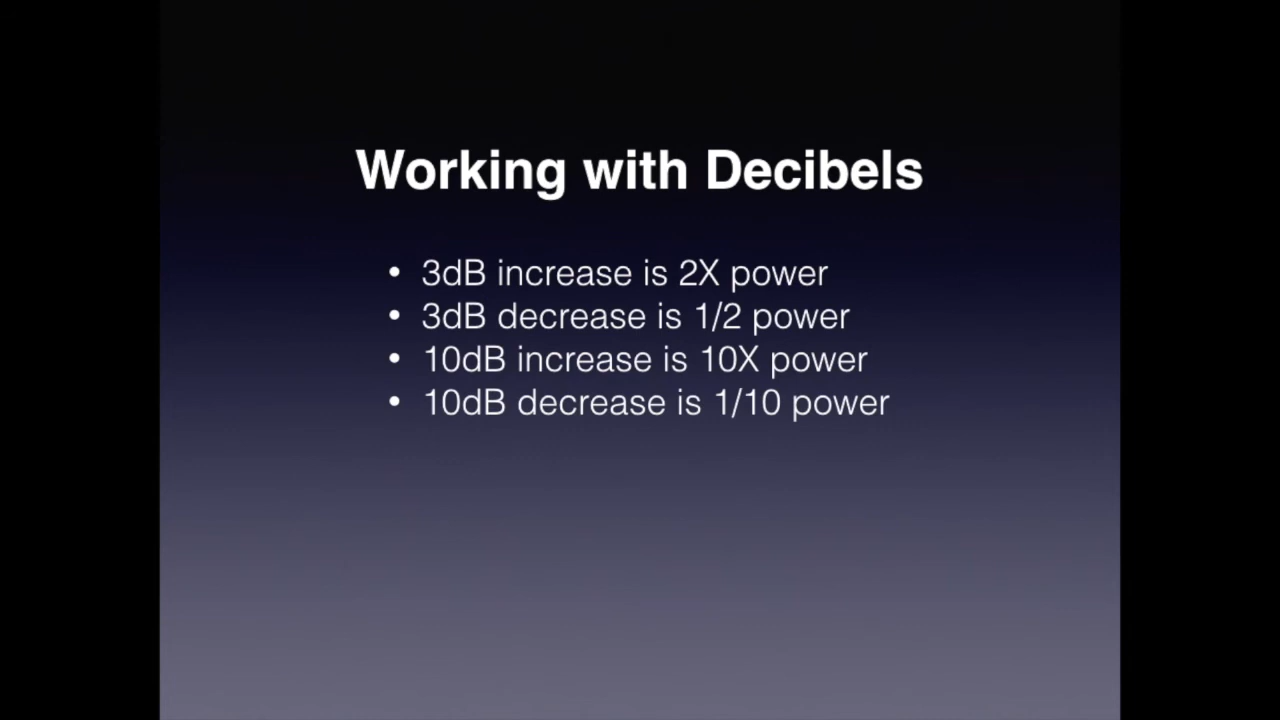 Working with Decibels
• 3dB increase is 2X power
• 3dB decrease is 1/2 power
• 10dB increase is 10X power
• 10dB decrease is 1/10 power